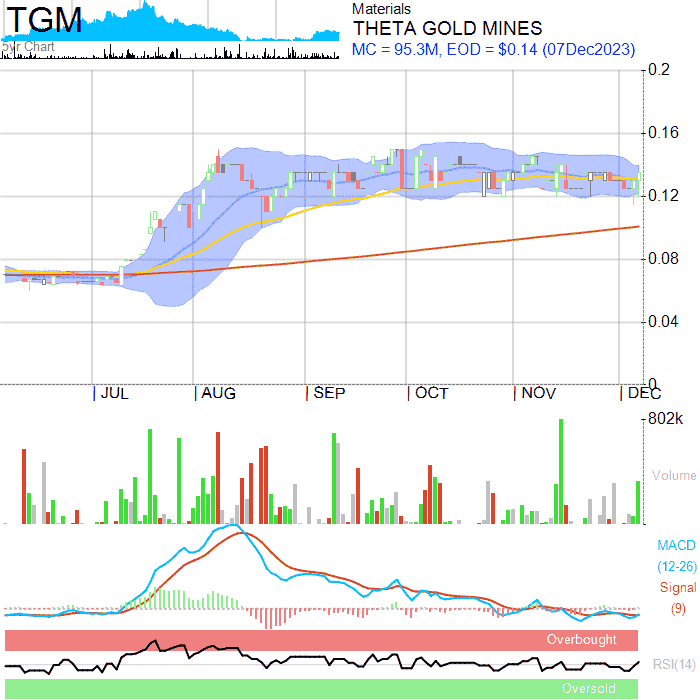 TGM
5yr Chart
Materials
THETA GOLD MINES
MC = 95.3M, EOD = $0.14 (07Dec2023)
0.2
0.16
0.12
0.08
0.04
0
JUL AUG SEP OCT NOV DEC
802k
Volume
MACD
(12-26)
Signal
(9)
Overbought
RSI(14)
Oversold